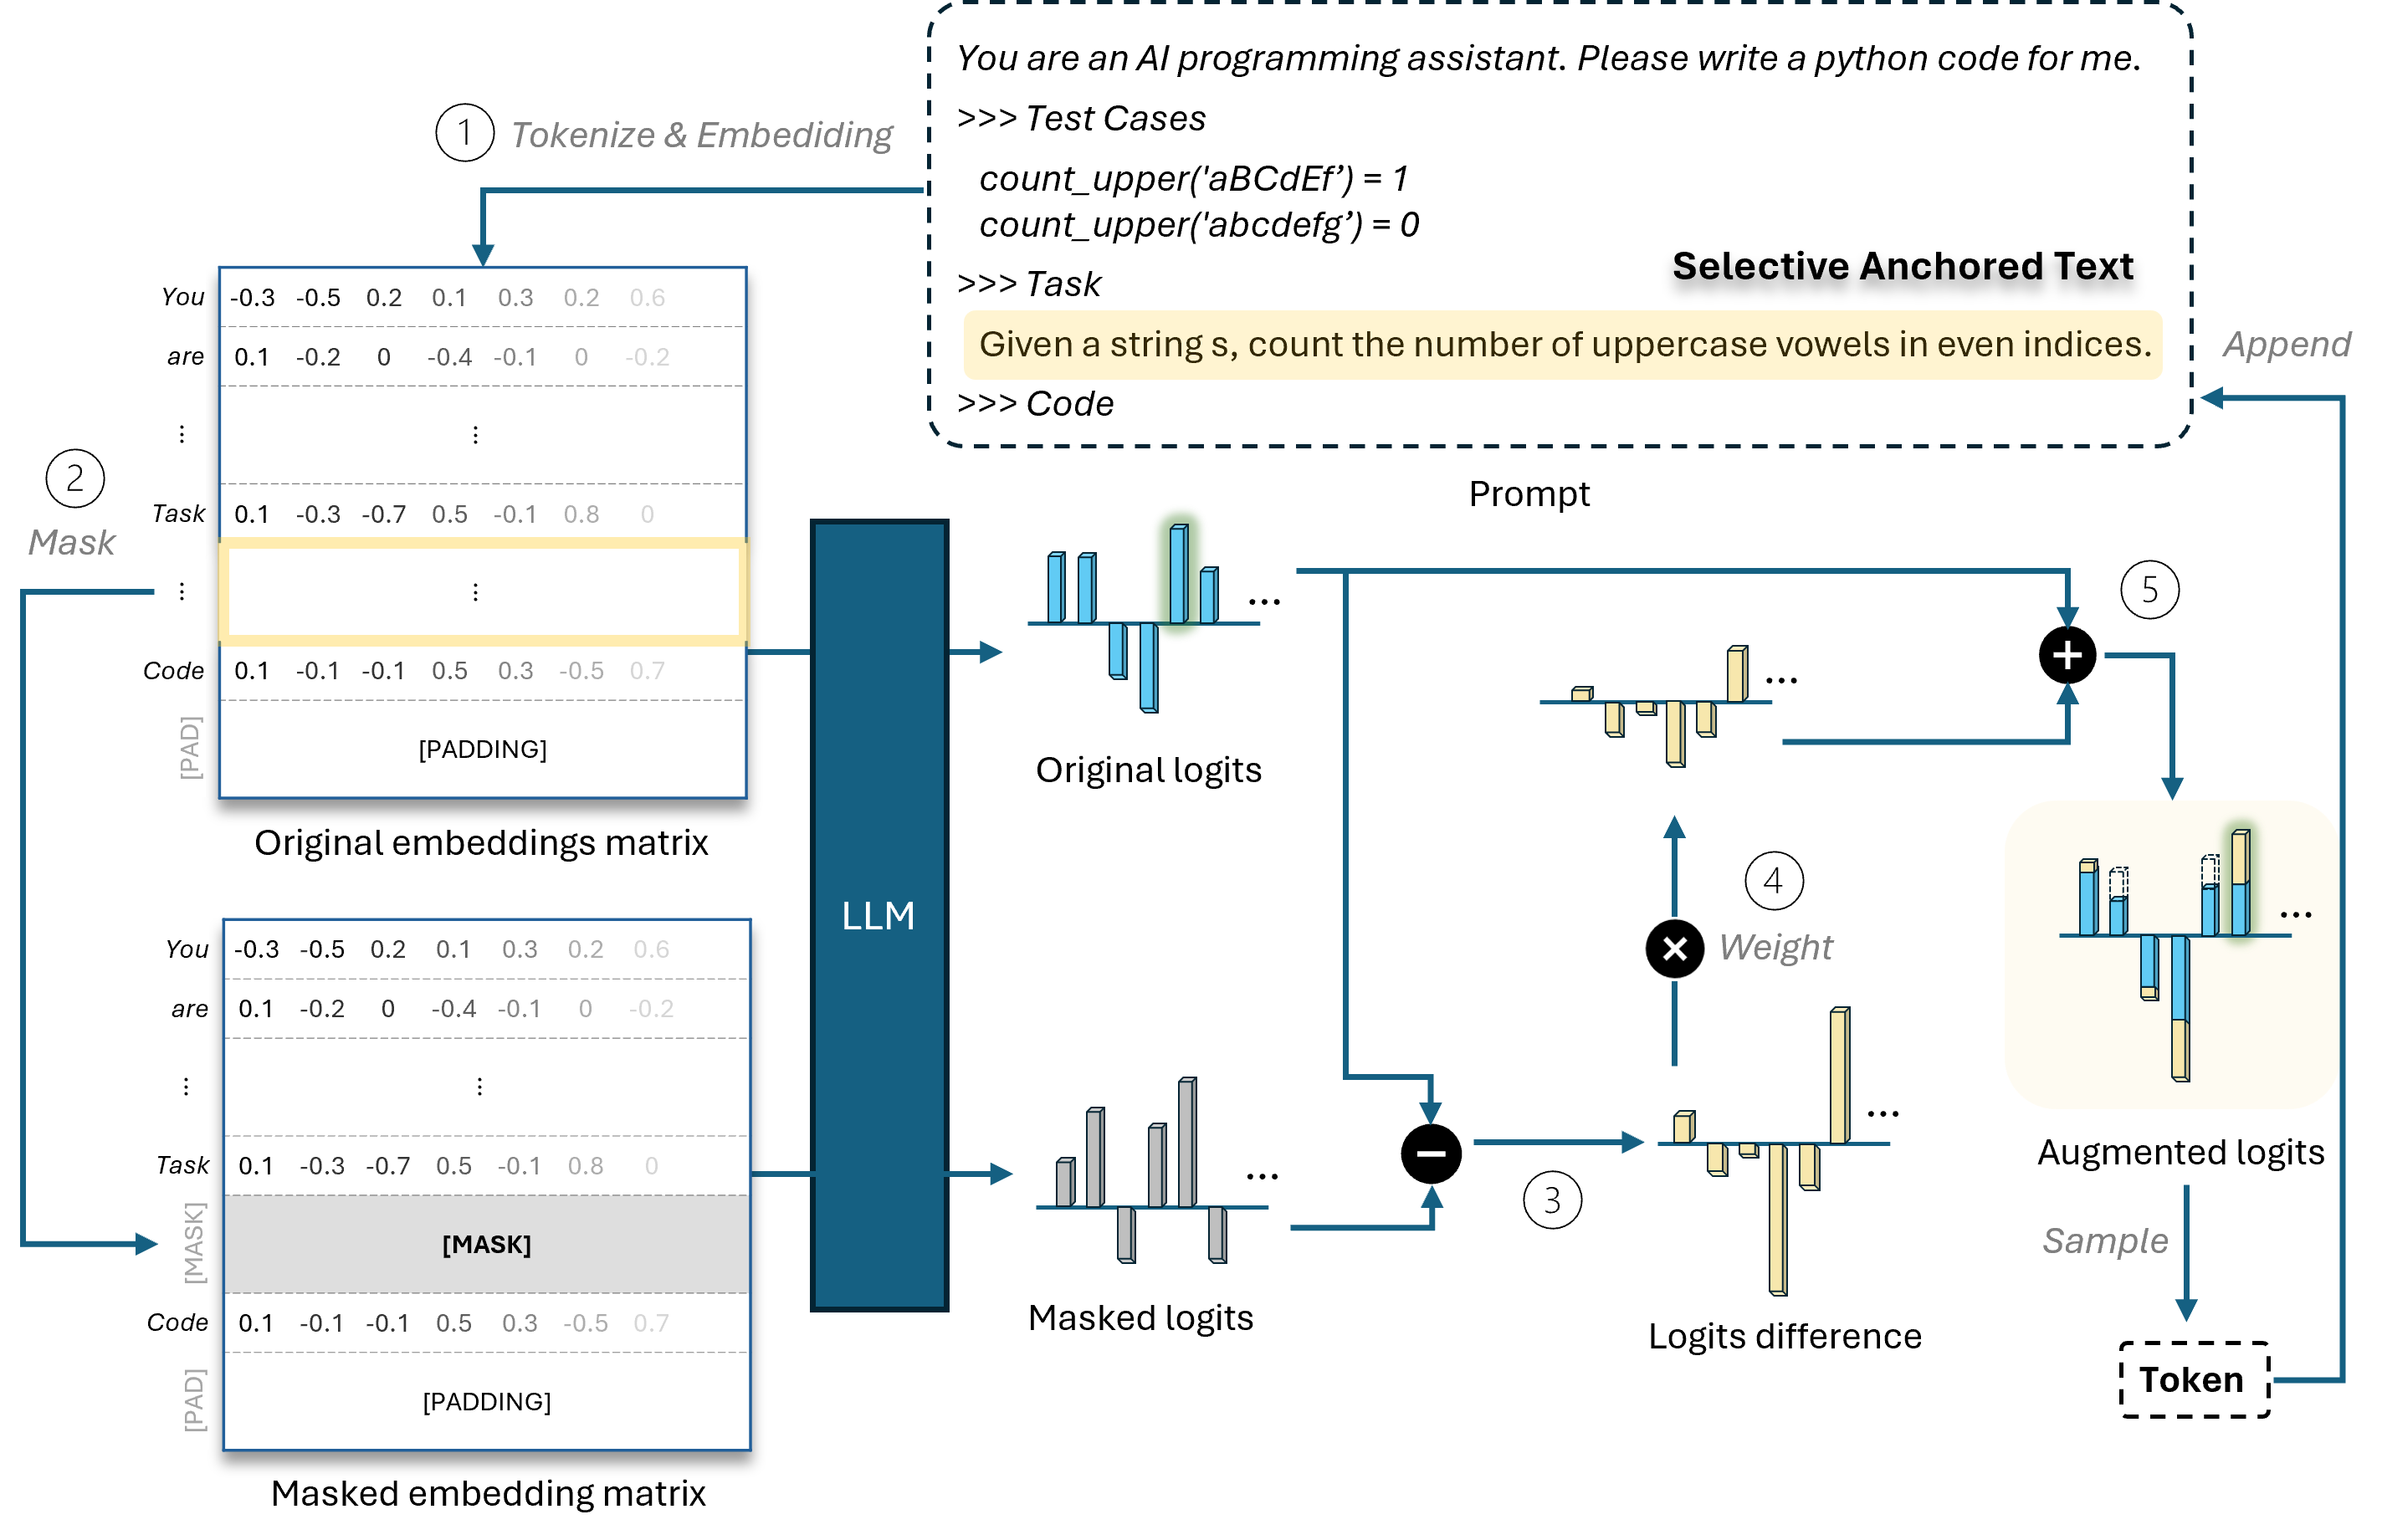 You are an AI programming assistant. Please write a python code for me.
>>> Test Cases
count_upper('aBCdEf’) = 1
count_upper('abcdefg’) = 0
>>> Task
Selective Anchored Text
Given a string s, count the number of uppercase vowels in even indices.
>>> Code
Prompt
Append
1 Tokenize & Embediding
You -0.3 -0.5 0.2 0.1 0.3 0.2 0.6
are 0.1 -0.2 0 -0.4 -0.1 0 -0.2
⋮ ⋮
Task 0.1 -0.3 -0.7 0.5 -0.1 0.8 0
⋮ ⋮
Code 0.1 -0.1 -0.1 0.5 0.3 -0.5 0.7
[PAD] [PADDING]
Original embeddings matrix
2
Mask
You -0.3 -0.5 0.2 0.1 0.3 0.2 0.6
are 0.1 -0.2 0 -0.4 -0.1 0 -0.2
⋮ ⋮
Task 0.1 -0.3 -0.7 0.5 -0.1 0.8 0
[MASK] [MASK]
Code 0.1 -0.1 -0.1 0.5 0.3 -0.5 0.7
[PAD] [PADDING]
Masked embedding matrix
LLM
...
Original logits
...
Masked logits
−
3
...
Logits difference
×
4
Weight
...
+
5
...
Augmented logits
Sample
Token